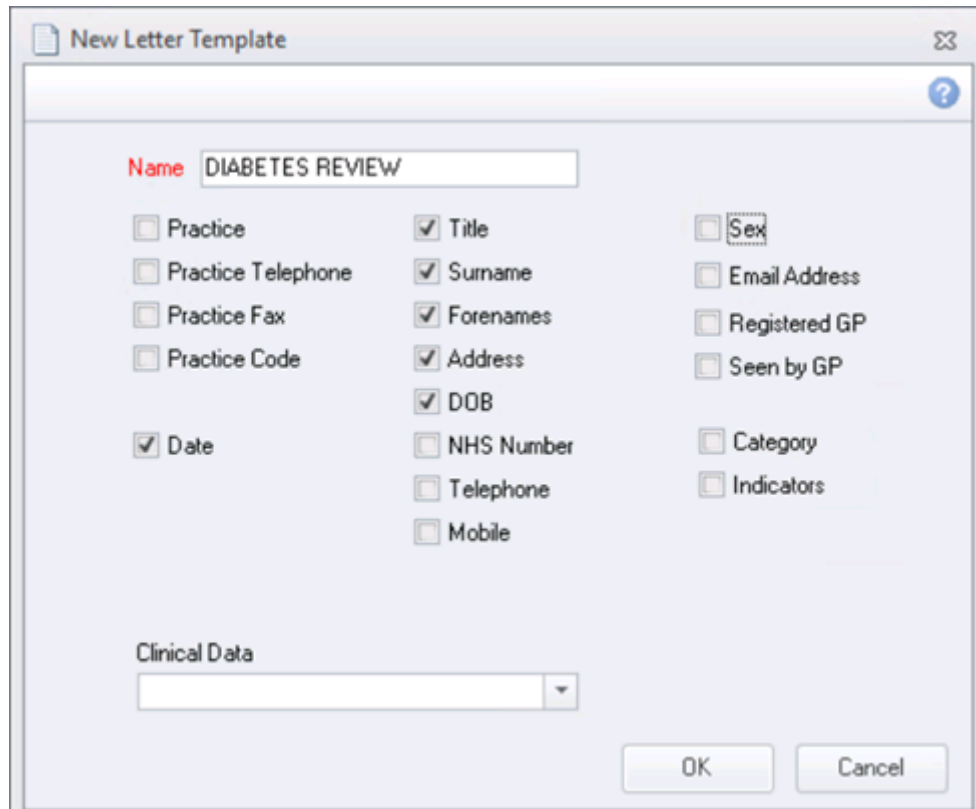 New Letter Template
Name DIABETES REVIEW
Practice
Practice Telephone
Practice Fax
Practice Code
Date
Title
Surname
Forenames
Address
DOB
NHS Number
Telephone
Mobile
Sex
Email Address
Registered GP
Seen by GP
Category
Indicators
Clinical Data
OK
Cancel